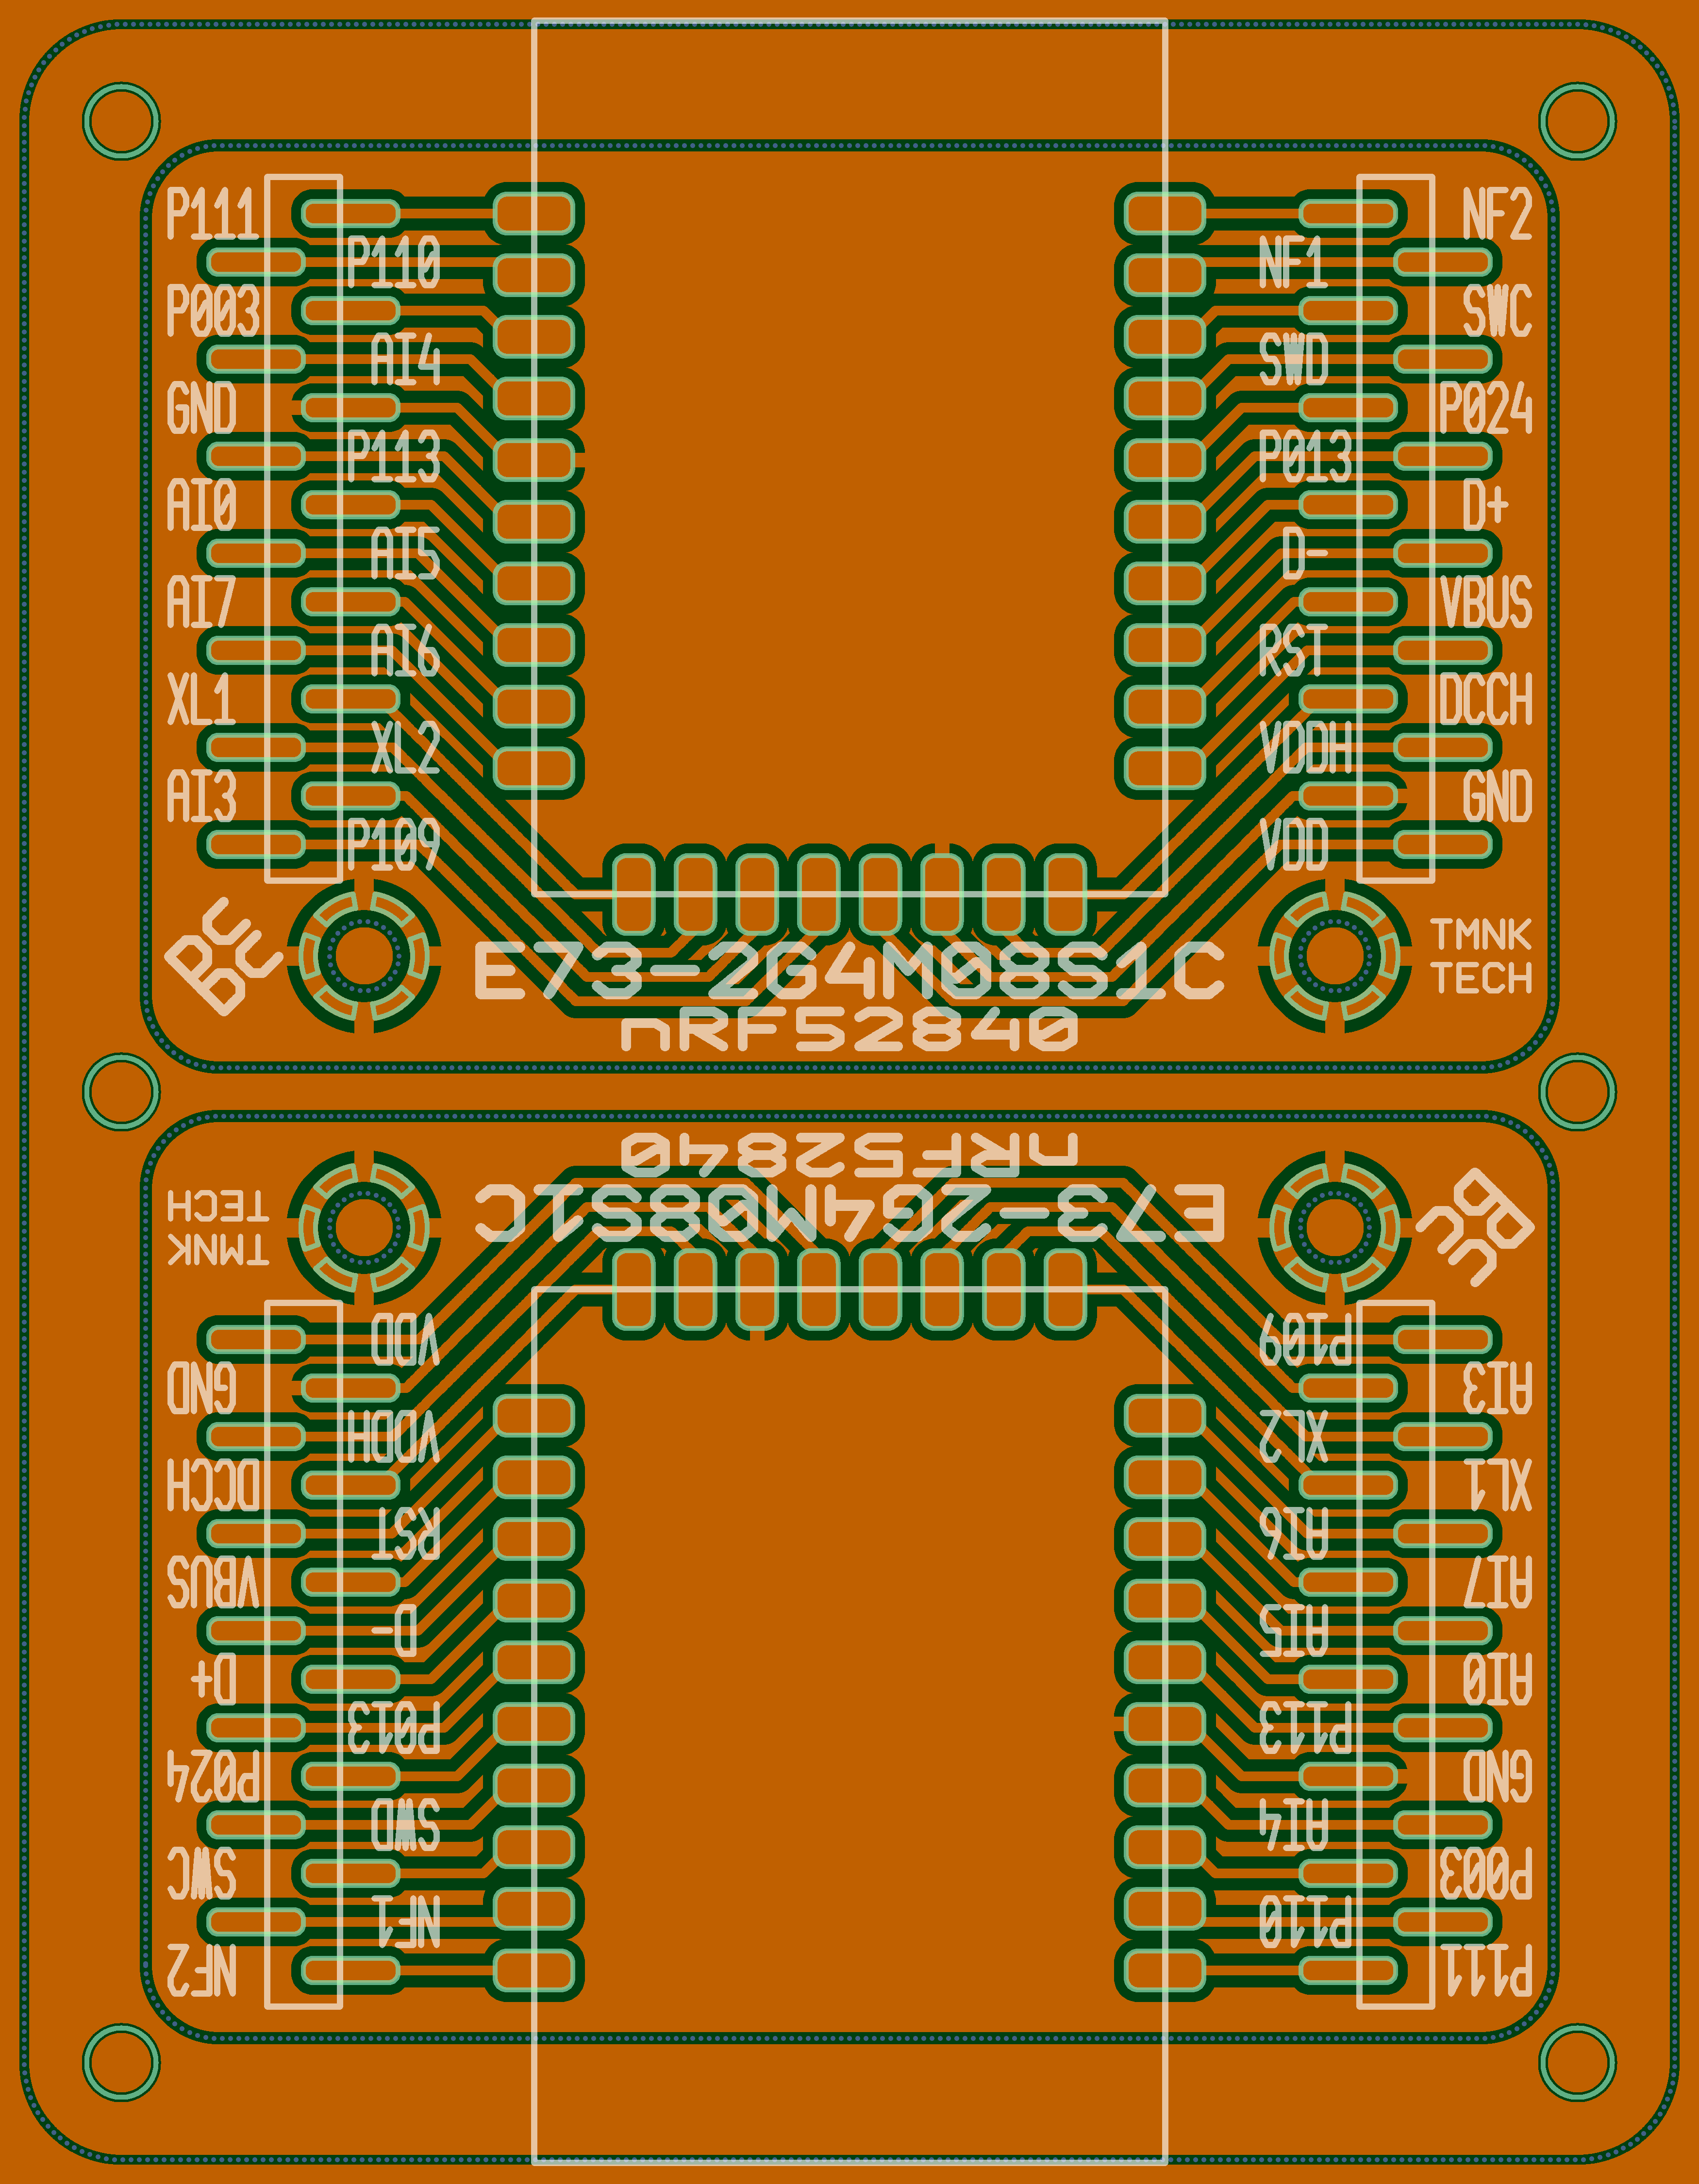 P111 NF2
P110 NF1
P003 SWC
AI4 SWD
GND P024
P113 P013
AI0 D+
AI5 D-
AI7 VBUS
AI6 RST
XL1 DCCH
XL2 VDDH
AI3 GND
P109 VDD
BCC TMNK
TECH
E73-2G4M08S1C
nRF52840
nRF52840
E73-2G4M08S1C
TMNK
TECH
BCC
VDD P109
GND AI3
VDDH XL2
DCCH XL1
RST AI6
VBUS AI7
D- AI5
D+ AI0
P013 P113
P024 GND
SWD AI4
SWC P003
NF1 P110
NF2 P111